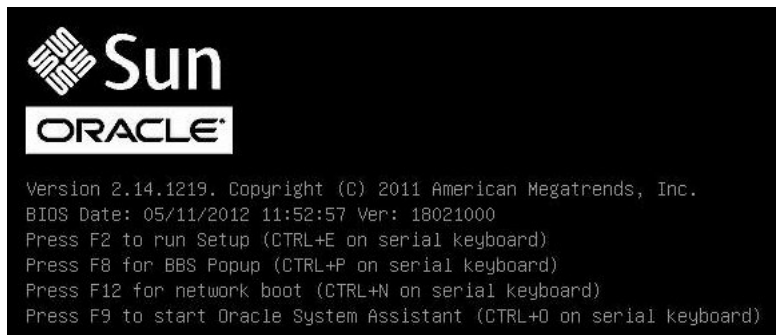 Sun
ORACLE
Version 2.14.1219. Copyright (C) 2011 American Megatrends, Inc.
BIOS Date: 05/11/2012 11:52:57 Ver: 18021000
Press F2 to run Setup (CTRL+E on serial keyboard)
Press F8 for BBS Popup (CTRL+P on serial keyboard)
Press F12 for network boot (CTRL+N on serial keyboard)
Press F9 to start Oracle System Assistant (CTRL+O on serial keyboard)